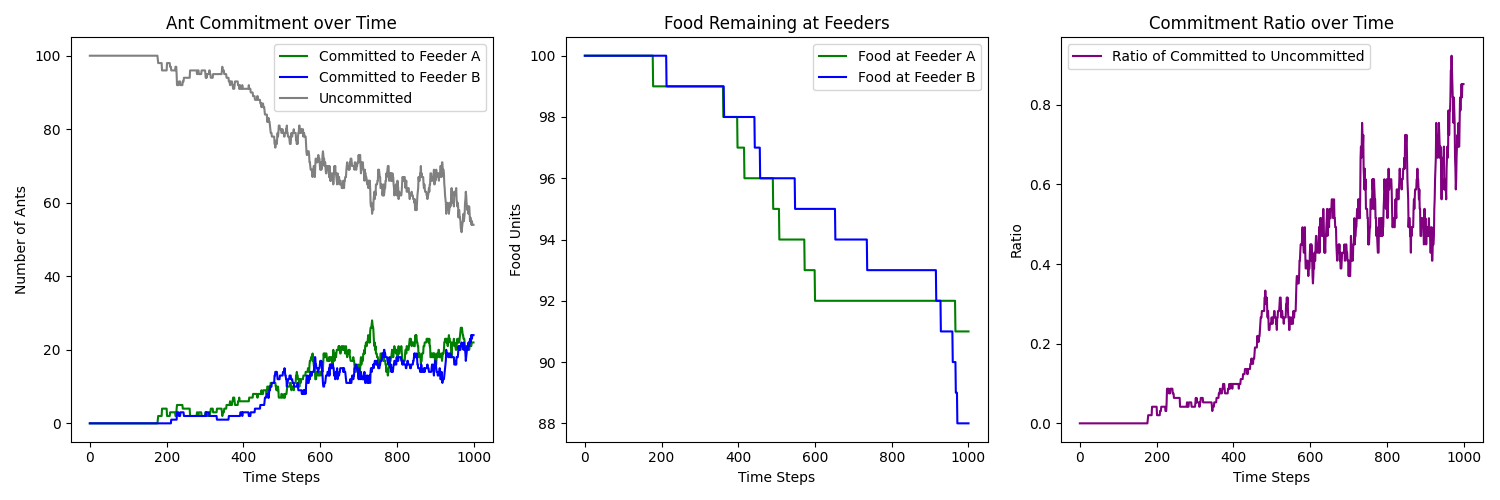 Ant Commitment over Time
Number of Ants
100
80
60
40
20
0
Committed to Feeder A
Committed to Feeder B
Uncommitted
0 200 400 600 800 1000
Time Steps
Food Remaining at Feeders
Food Units
100
98
96
94
92
90
88
Food at Feeder A
Food at Feeder B
0 200 400 600 800 1000
Time Steps
Commitment Ratio over Time
Ratio
0.8
0.6
0.4
0.2
0.0
Ratio of Committed to Uncommitted
0 200 400 600 800 1000
Time Steps